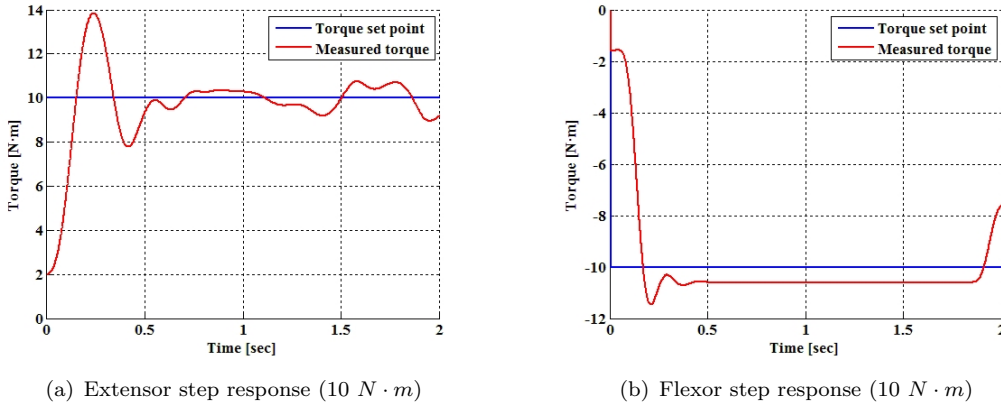 14
12
10
8
6
4
2
0
Torque [N·m]
0
0.5
1
1.5
2
Time [sec]
Torque set point
Measured torque
(a) Extensor step response (10 N · m)
0
-2
-4
-6
-8
-10
-12
Torque [N·m]
0
0.5
1
1.5
2
Time [sec]
Torque set point
Measured torque
(b) Flexor step response (10 N · m)